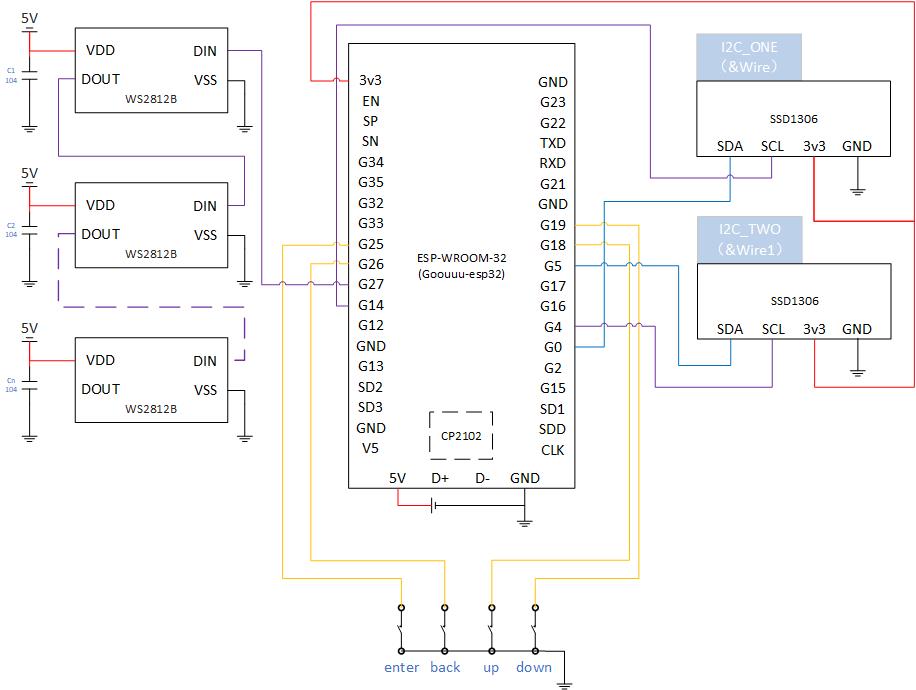 5V
VDD
DIN
DOUT
VSS
WS2812B
C1
104
5V
VDD
DIN
DOUT
VSS
WS2812B
C2
104
5V
VDD
DIN
DOUT
VSS
WS2812B
Cn
104
3v3
EN
SP
SN
G34
G35
G32
G33
G25
G26
G27
G14
G12
GND
G13
SD2
SD3
GND
V5
ESP-WROOM-32
(Goouuu-esp32)
CP2102
GND
G23
G22
TXD
RXD
G21
GND
G19
G18
G5
G17
G16
G4
G0
G2
G15
SD1
SDD
CLK
5V D+ D- GND
I2C_ONE
（&Wire）
SSD1306
SDA SCL 3v3 GND
I2C_TWO
（&Wire1）
SSD1306
SDA SCL 3v3 GND
enter back up down